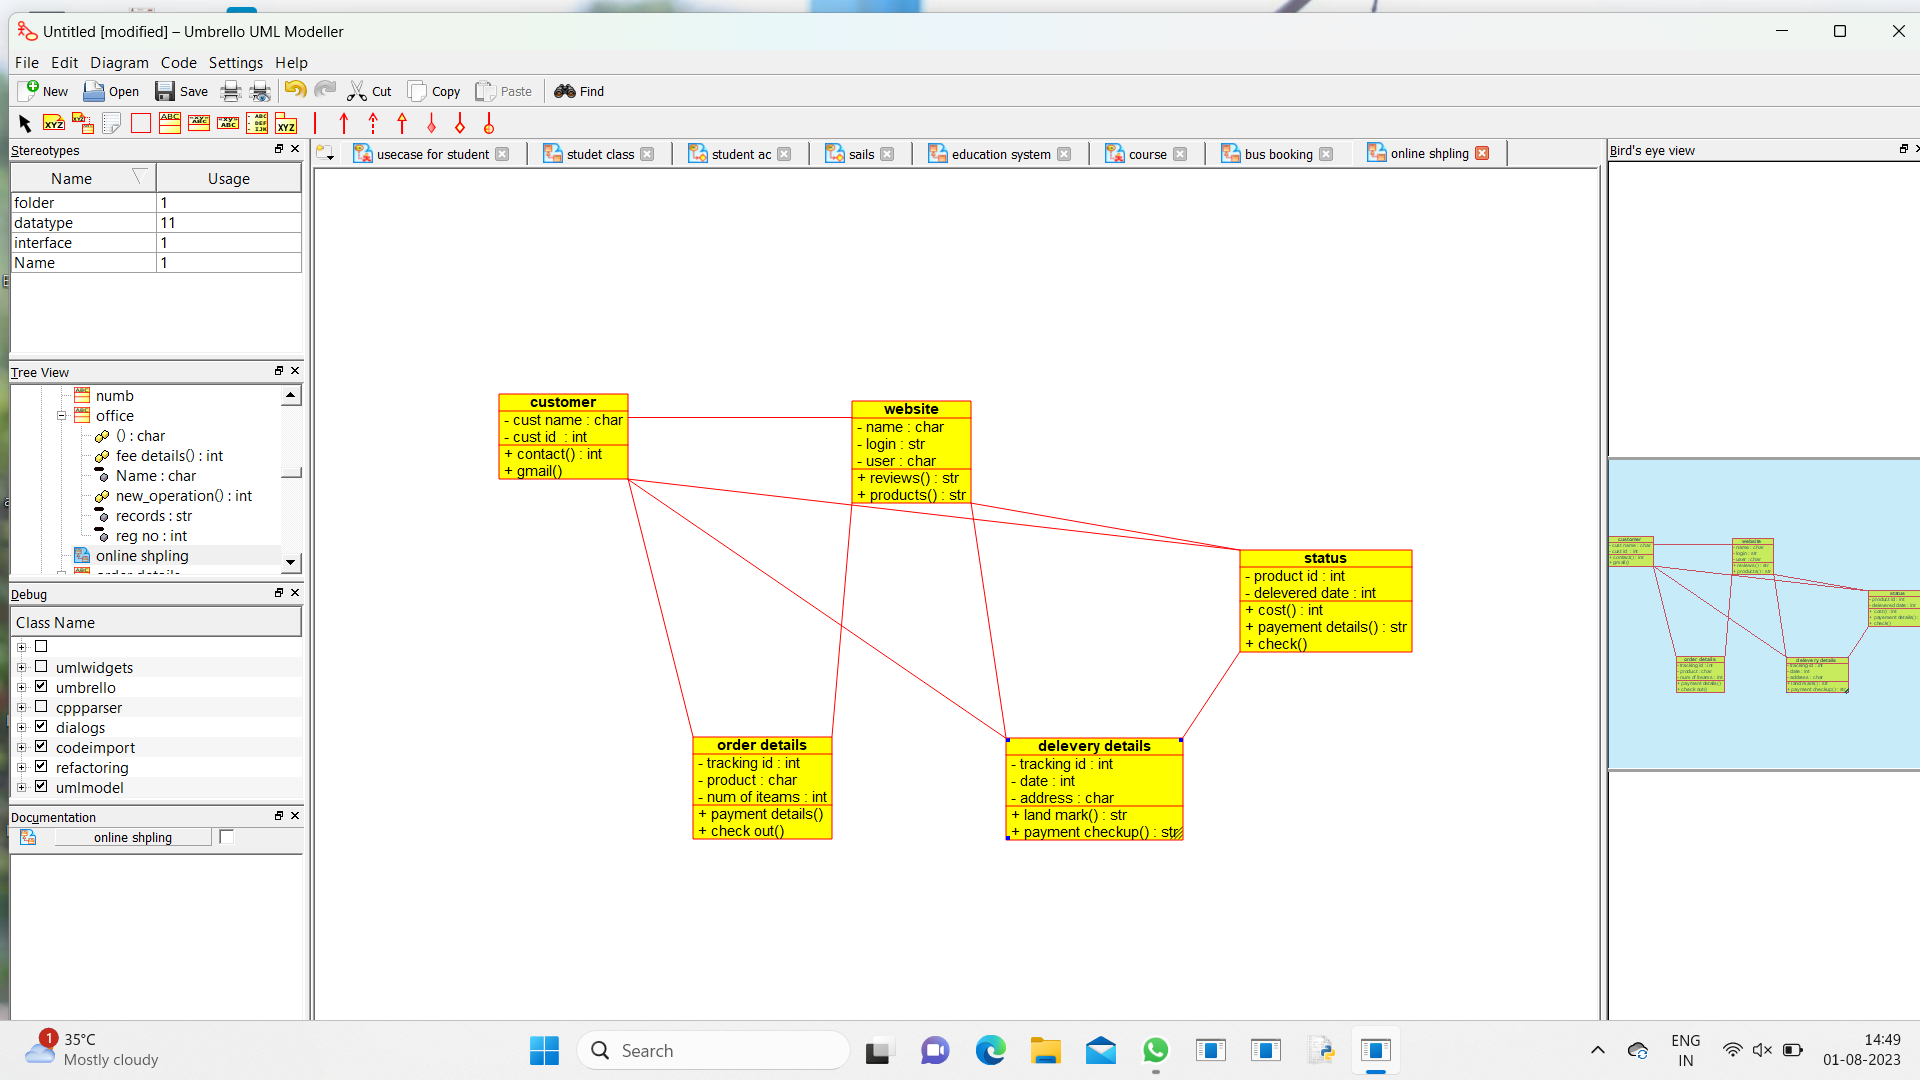 Untitled [modified] – Umbrello UML Modeller
File Edit Diagram Code Settings Help
New Open Save Cut Copy Paste Find
Stereotypes
Name Usage
folder 1
datatype 11
interface 1
Name 1
Tree View
numb
office
() : char
fee details() : int
Name : char
new_operation() : int
records : str
reg no : int
online shpling
order details
Debug
Class Name
umlwidgets
umbrello
cppparser
dialogs
codeimport
refactoring
umlmodel
Documentation
online shpling
usecase for student studet class student ac sails education system course bus booking online shpling
customer
- cust name : char
- cust id : int
+ contact() : int
+ gmail()
website
- name : char
- login : str
- user : char
+ reviews() : str
+ products() : str
status
- product id : int
- delevered date : int
+ cost() : int
+ payement details() : str
+ check()
order details
- tracking id : int
- product : char
- num of iteams : int
+ payment details()
+ check out()
delevery details
- tracking id : int
- date : int
- address : char
+ land mark() : str
+ payment checkup() : str
Bird's eye view
1
35°C
Mostly cloudy
Search
ENG
IN
14:49
01-08-2023